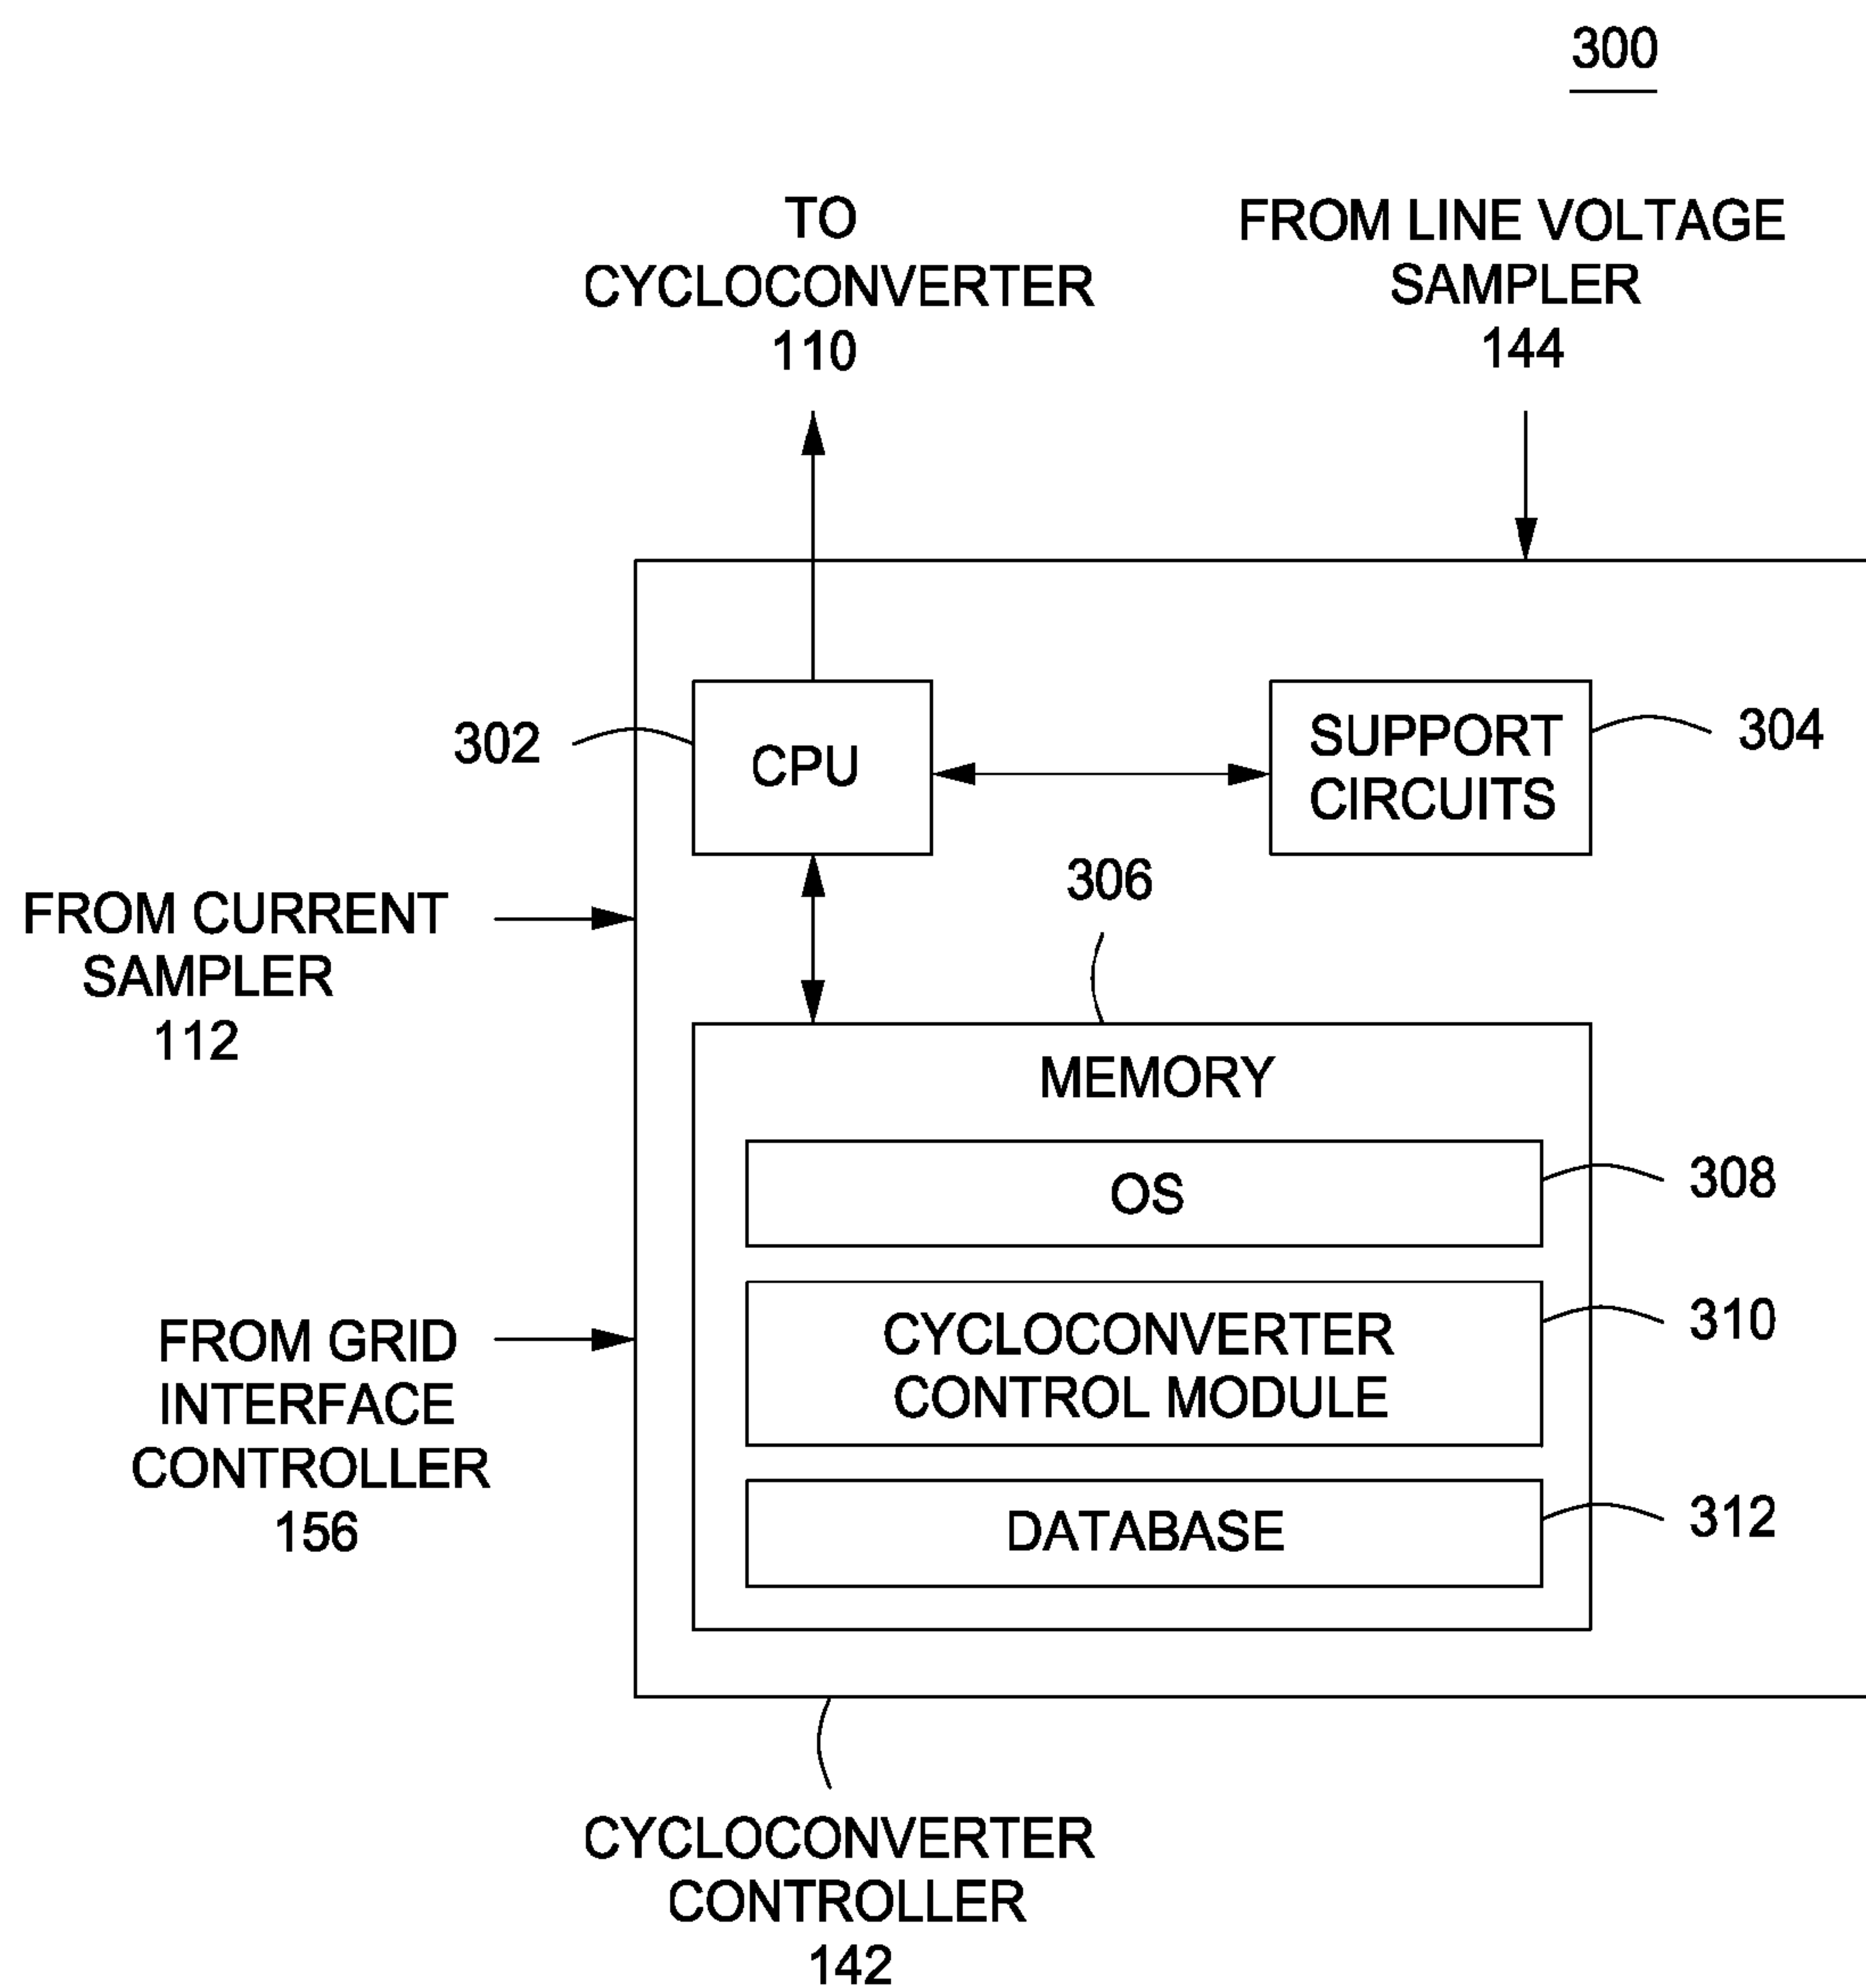 300
TO
CYCLOCONVERTER
110
FROM LINE VOLTAGE
SAMPLER
144
302
CPU
SUPPORT
CIRCUITS
304
306
FROM CURRENT
SAMPLER
112
MEMORY
OS
308
CYCLOCONVERTER
CONTROL MODULE
310
FROM GRID
INTERFACE
CONTROLLER
156
DATABASE
312
CYCLOCONVERTER
CONTROLLER
142